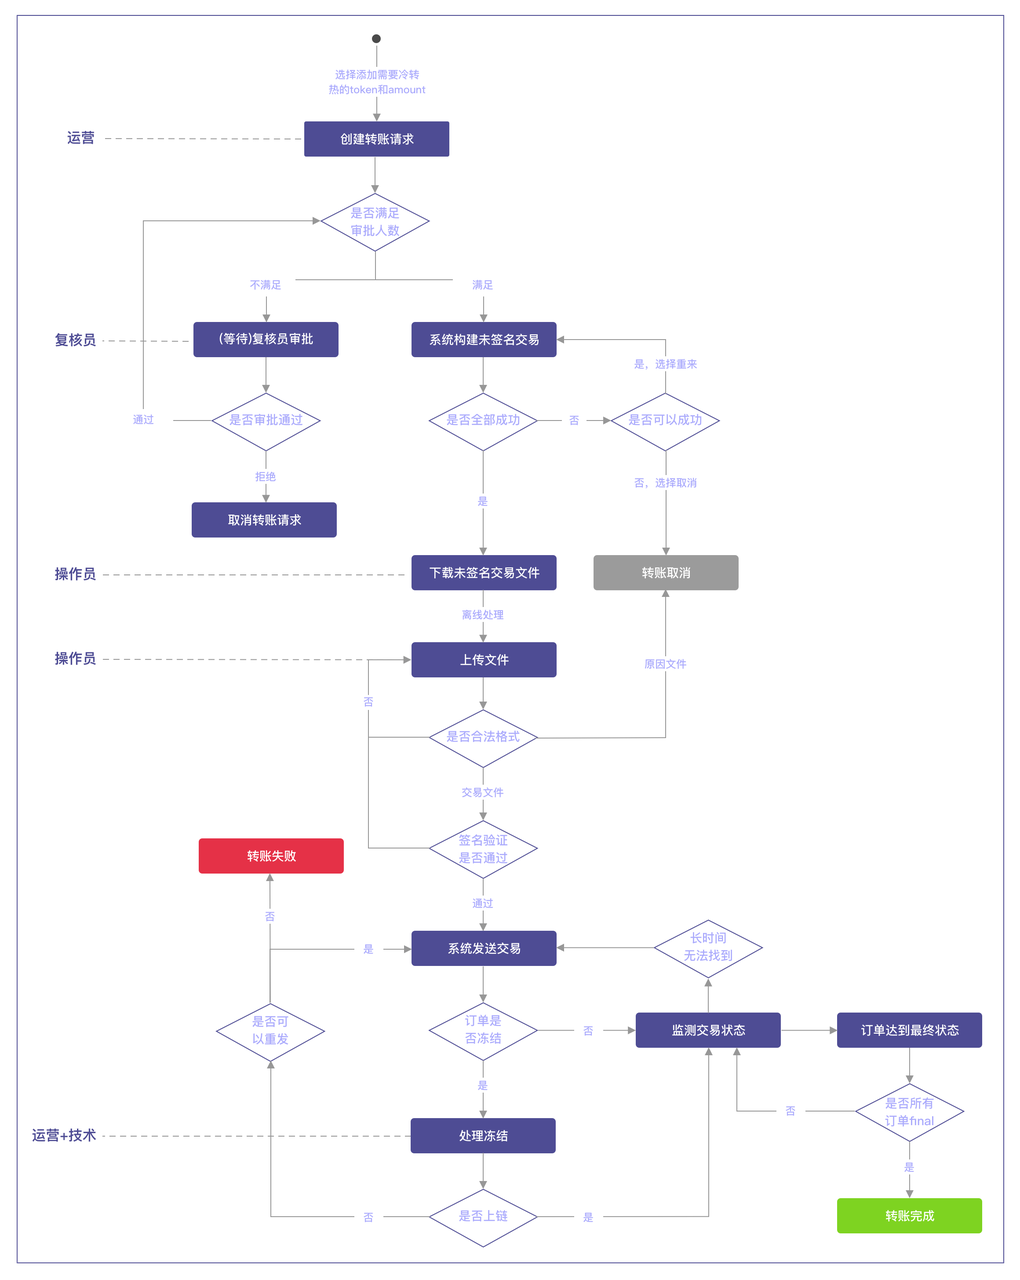 选择添加需要冷转
热的token和amount
运营
创建转账请求
是否满足
审批人数
不满足
满足
复核员
(等待)复核员审批
系统构建未签名交易
是，选择重来
通过
是否审批通过
是否全部成功
否
是否可以成功
拒绝
否，选择取消
是
取消转账请求
操作员
下载未签名交易文件
转账取消
离线处理
操作员
上传文件
原因文件
否
是否合法格式
交易文件
签名验证
是否通过
转账失败
通过
否
是
系统发送交易
长时间
无法找到
是否可
以重发
订单是
否冻结
否
监测交易状态
订单达到最终状态
是
否
是否所有
订单final
运营+技术
处理冻结
是
否
是否上链
是
转账完成